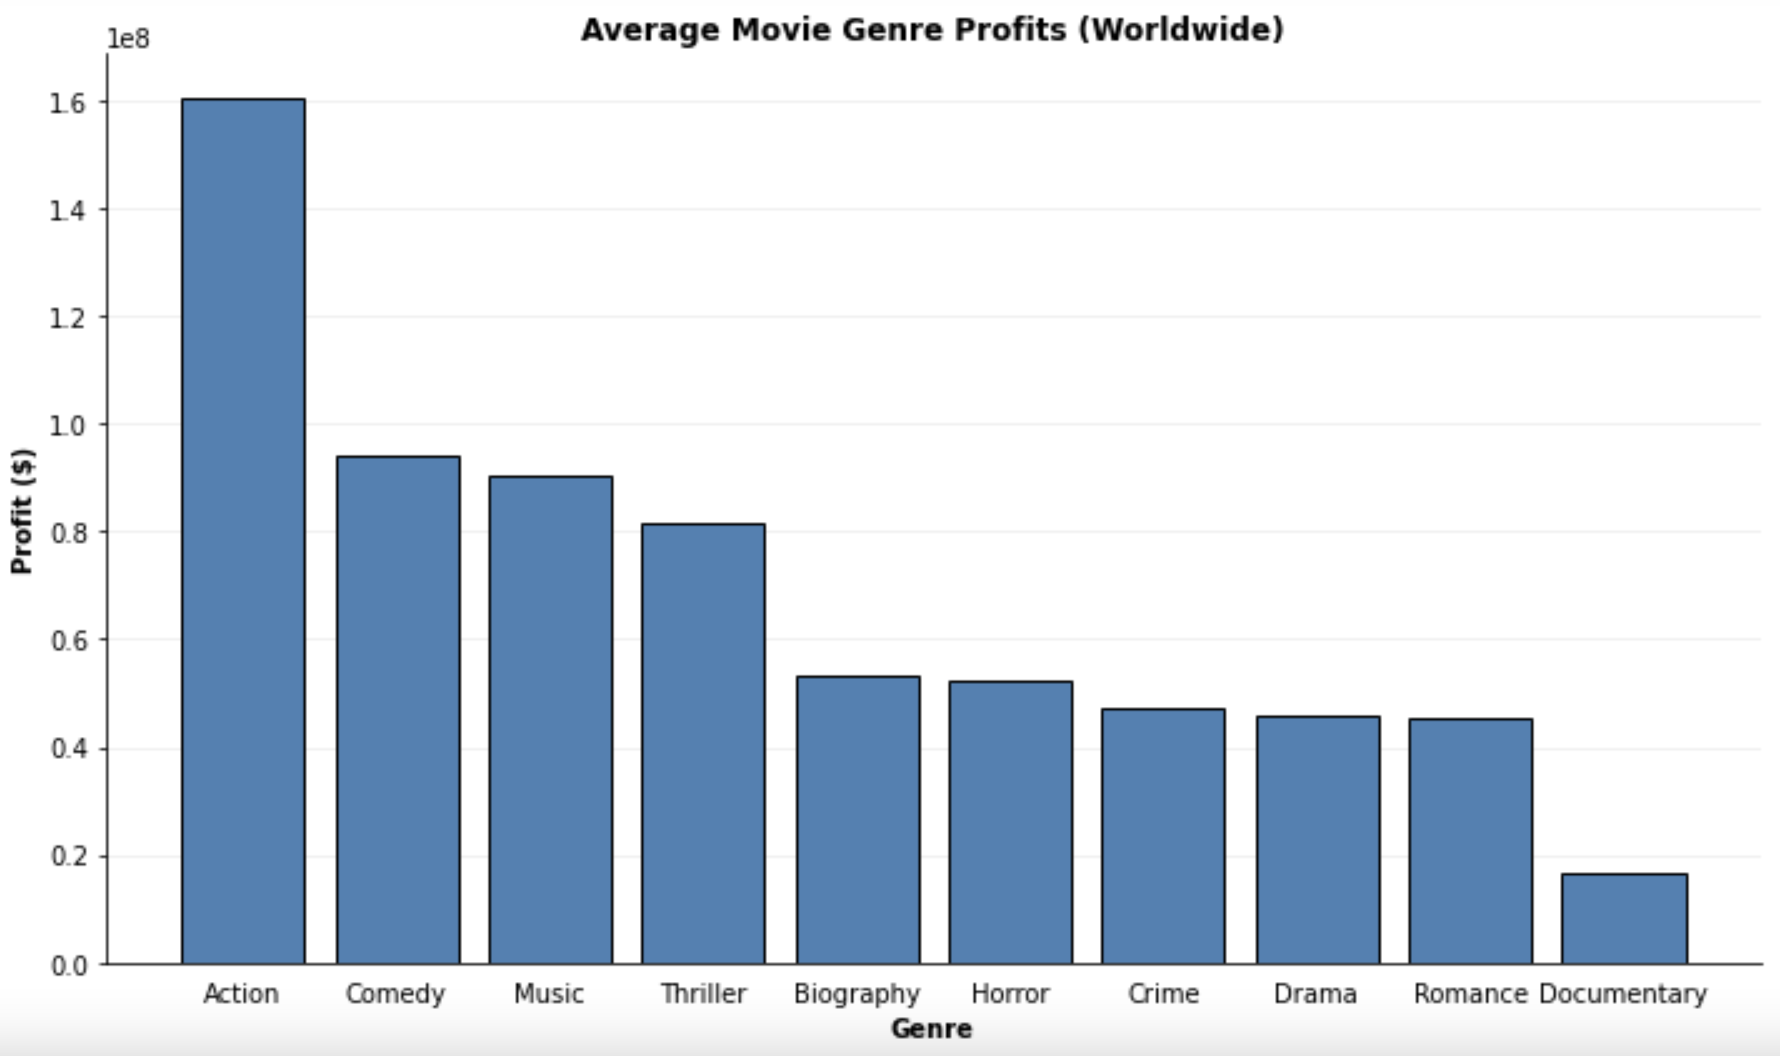 Average Movie Genre Profits (Worldwide)
1e8
1.6
1.4
1.2
1.0
0.8
0.6
0.4
0.2
0.0
Profit ($)
Action Comedy Music Thriller Biography Horror Crime Drama Romance Documentary
Genre